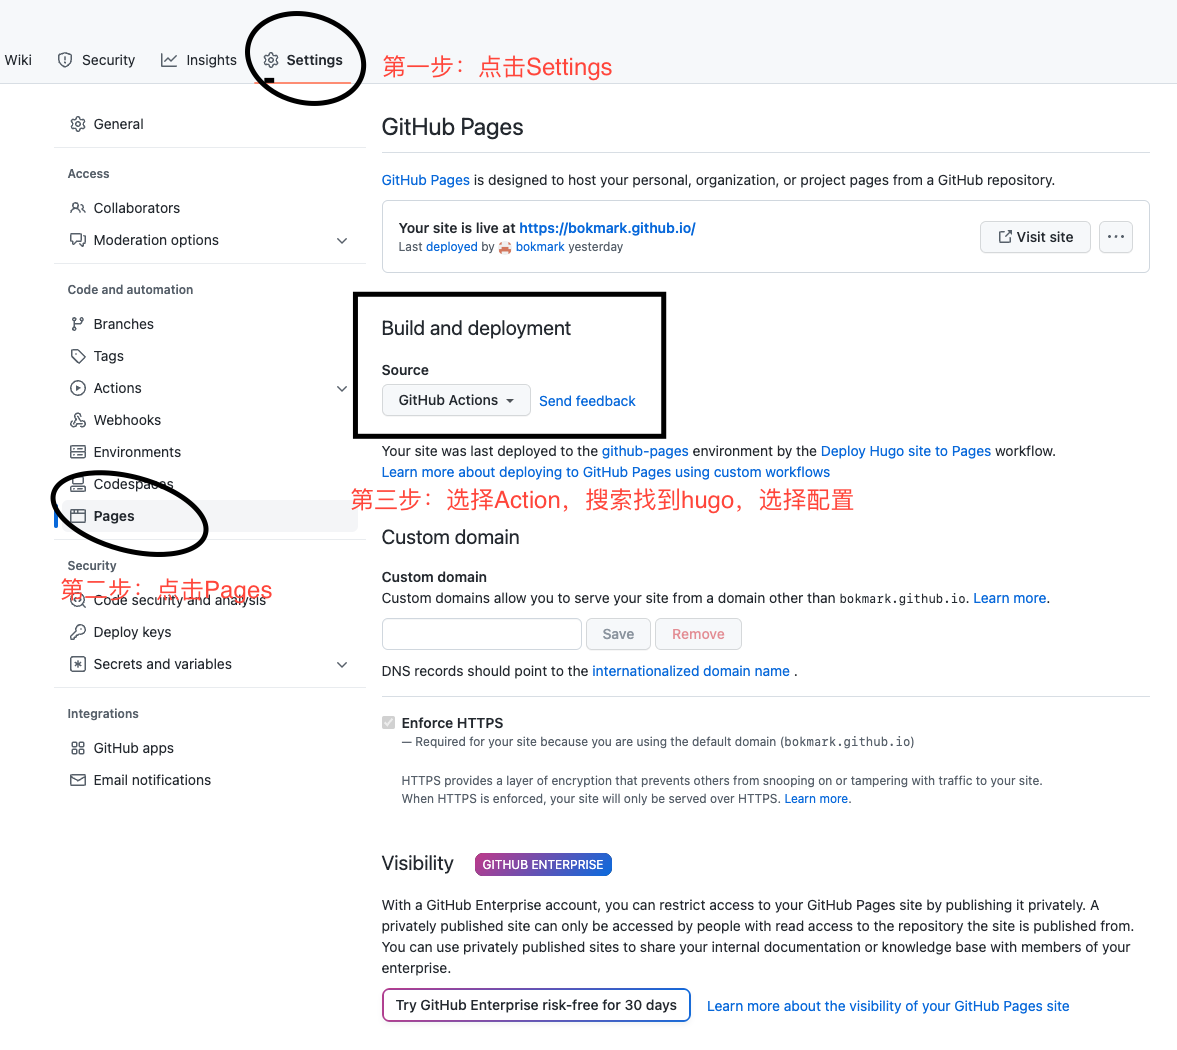 Wiki Security Insights Settings 第一步：点击Settings
General
Access
Collaborators
Moderation options
Code and automation
Branches
Tags
Actions
Webhooks
Environments
Codespaces
Pages
第二步：点击Pages
Security
Code security and analysis
Deploy keys
Secrets and variables
Integrations
GitHub apps
Email notifications
GitHub Pages
GitHub Pages is designed to host your personal, organization, or project pages from a GitHub repository.
Your site is live at https://bokmark.github.io/
Last deployed by bokmark yesterday
Visit site
Build and deployment
Source
GitHub Actions Send feedback
Your site was last deployed to the github-pages environment by the Deploy Hugo site to Pages workflow.
Learn more about deploying to GitHub Pages using custom workflows
第三步：选择Action，搜索找到hugo，选择配置
Custom domain
Custom domain
Custom domains allow you to serve your site from a domain other than bokmark.github.io. Learn more.
Save Remove
DNS records should point to the internationalized domain name .
Enforce HTTPS
— Required for your site because you are using the default domain (bokmark.github.io)
HTTPS provides a layer of encryption that prevents others from snooping on or tampering with traffic to your site.
When HTTPS is enforced, your site will only be served over HTTPS. Learn more.
Visibility GITHUB ENTERPRISE
With a GitHub Enterprise account, you can restrict access to your GitHub Pages site by publishing it privately. A
privately published site can only be accessed by people with read access to the repository the site is published from.
You can use privately published sites to share your internal documentation or knowledge base with members of your
enterprise.
Try GitHub Enterprise risk-free for 30 days Learn more about the visibility of your GitHub Pages site